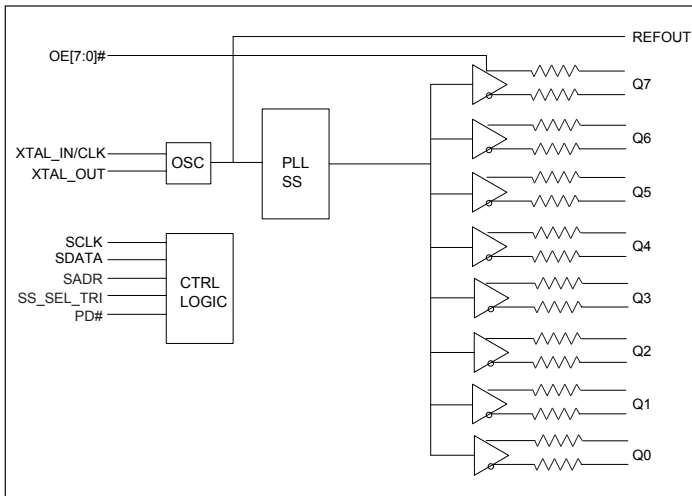 REFOUT
OE[7:0]#
Q7
Q6
XTAL_IN/CLK
OSC
PLL
SS
XTAL_OUT
Q5
SCLK
SDATA
SADR
SS_SEL_TRI
PD#
CTRL
LOGIC
Q4
Q3
Q2
Q1
Q0